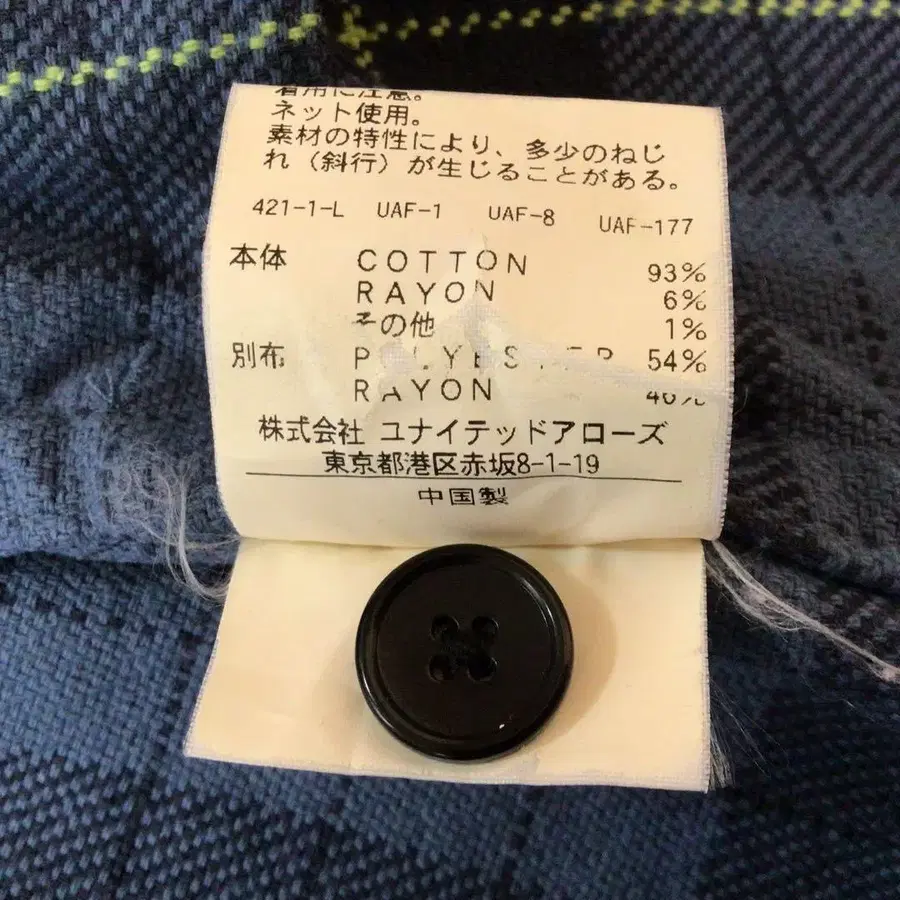 着用に注意。
ネット使用。
素材の特性により、多少のねじ
れ（斜行）が生じることがある。
421-1-L UAF-1 UAF-8 UAF-177
本体 COTTON 93%
RAYON 6%
その他 1%
別布 POLYESTER 54%
RAYON 46%
株式会社 ユナイテッドアローズ
東京都港区赤坂8-1-19
中国製